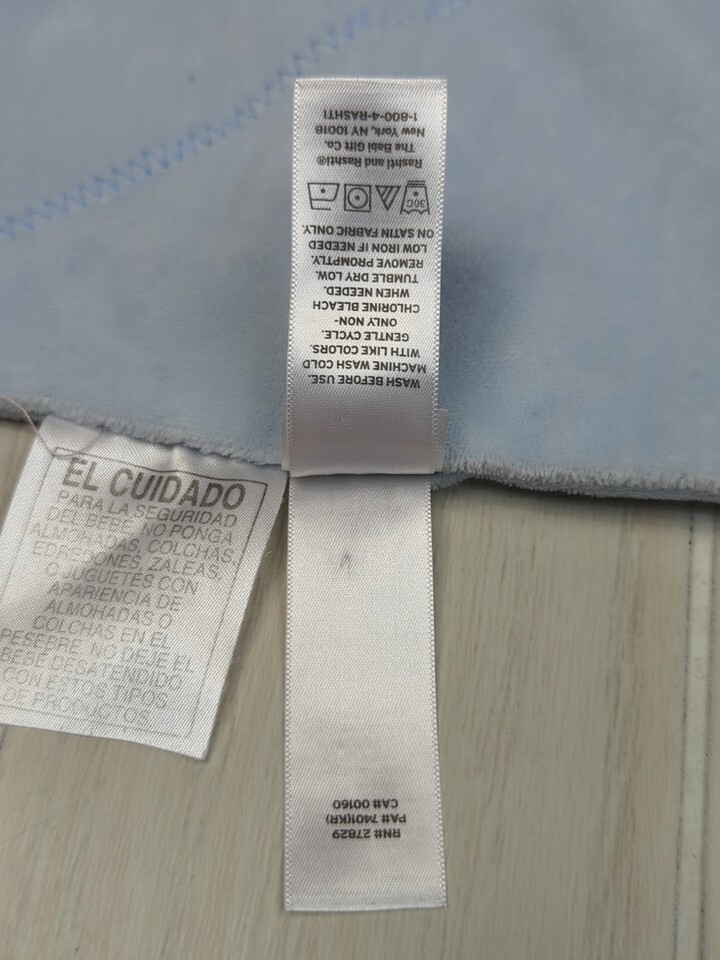 WASH BEFORE USE.
MACHINE WASH COLD
WITH LIKE COLORS.
GENTLE CYCLE.
ONLY NON-
CHLORINE BLEACH
WHEN NEEDED.
TUMBLE DRY LOW.
REMOVE PROMPTLY.
LOW IRON IF NEEDED
ON SATIN FABRIC ONLY.
30C
Rashti and Rashti®
The Babi Gift Co.
New York, NY 10018
1-800-4-RASHTI
EL CUIDADO
PARA LA SEGURIDAD
DEL BEBE, NO PONGA
ALMOHADAS, COLCHAS,
EDREDONES, ZALEAS,
O JUGUETES CON
APARIENCIA DE
ALMOHADAS O
COLCHAS EN EL
PESEBRE. NO DEJE EL
BEBE DESATENDIDO
CON ESTOS TIPOS
DE PRODUCTOS.
RN# 27829
PA# 7401(KR)
CA# 00160